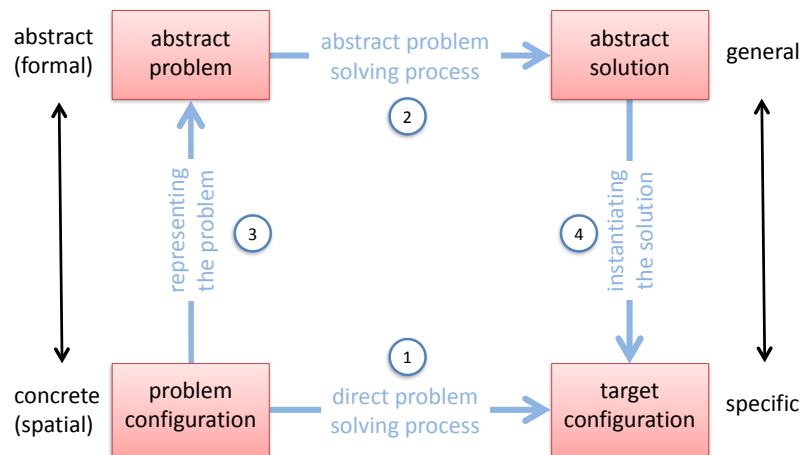 abstract
(formal)
abstract
problem
abstract problem
solving process
abstract
solution
general
2
representing
the problem
3
4
instantiating
the solution
1
concrete
(spatial)
problem
configuration
direct problem
solving process
target
configuration
specific